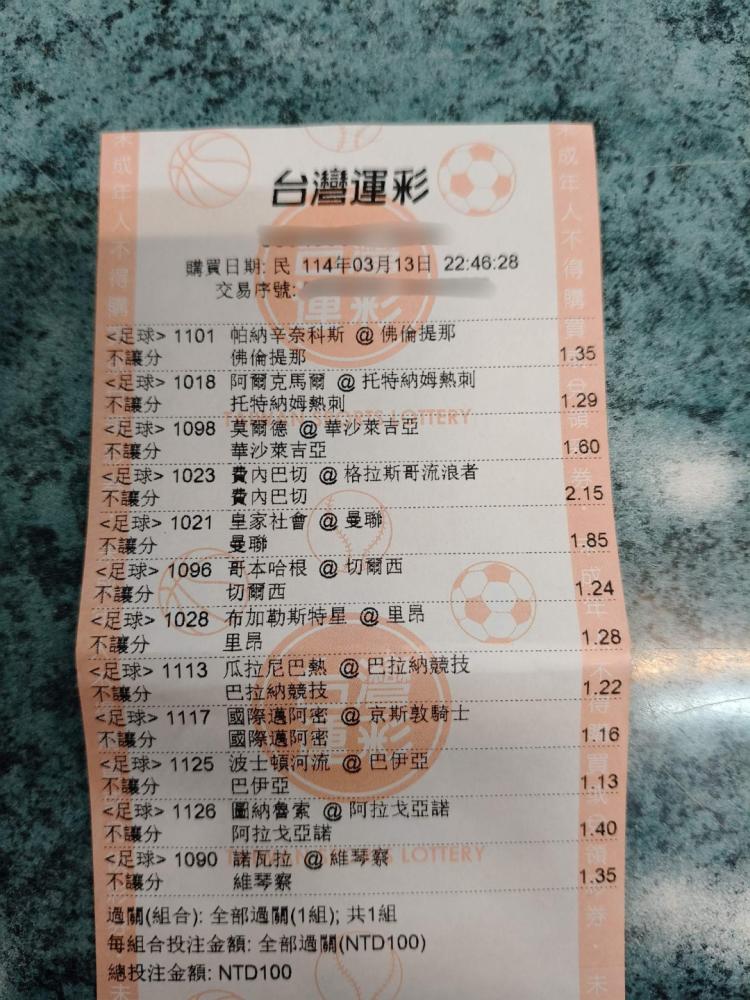 台灣運彩
購買日期: 民 114年03月13日 22:46:28
交易序號:
<足球> 1101 帕納辛奈科斯 @ 佛倫提那
不讓分 佛倫提那 1.35
<足球> 1018 阿爾克馬爾 @ 托特納姆熱刺
不讓分 托特納姆熱刺 1.29
<足球> 1098 莫爾德 @ 華沙萊吉亞
不讓分 華沙萊吉亞 1.60
<足球> 1023 費內巴切 @ 格拉斯哥流浪者
不讓分 費內巴切 2.15
<足球> 1021 皇家社會 @ 曼聯
不讓分 曼聯 1.85
<足球> 1096 哥本哈根 @ 切爾西
不讓分 切爾西 1.24
<足球> 1028 布加勒斯特星 @ 里昂
不讓分 里昂 1.28
<足球> 1113 瓜拉尼巴熱 @ 巴拉納競技
不讓分 巴拉納競技 1.22
<足球> 1117 國際邁阿密 @ 京斯敦騎士
不讓分 國際邁阿密 1.16
<足球> 1125 波士頓河流 @ 巴伊亞
不讓分 巴伊亞 1.13
<足球> 1126 圖納魯索 @ 阿拉戈亞諾
不讓分 阿拉戈亞諾 1.40
<足球> 1090 諾瓦拉 @ 維琴察
不讓分 維琴察 1.35
過關(組合): 全部過關(1組); 共1組
每組合投注金額: 全部過關(NTD100)
總投注金額: NTD100
未成年人不得購